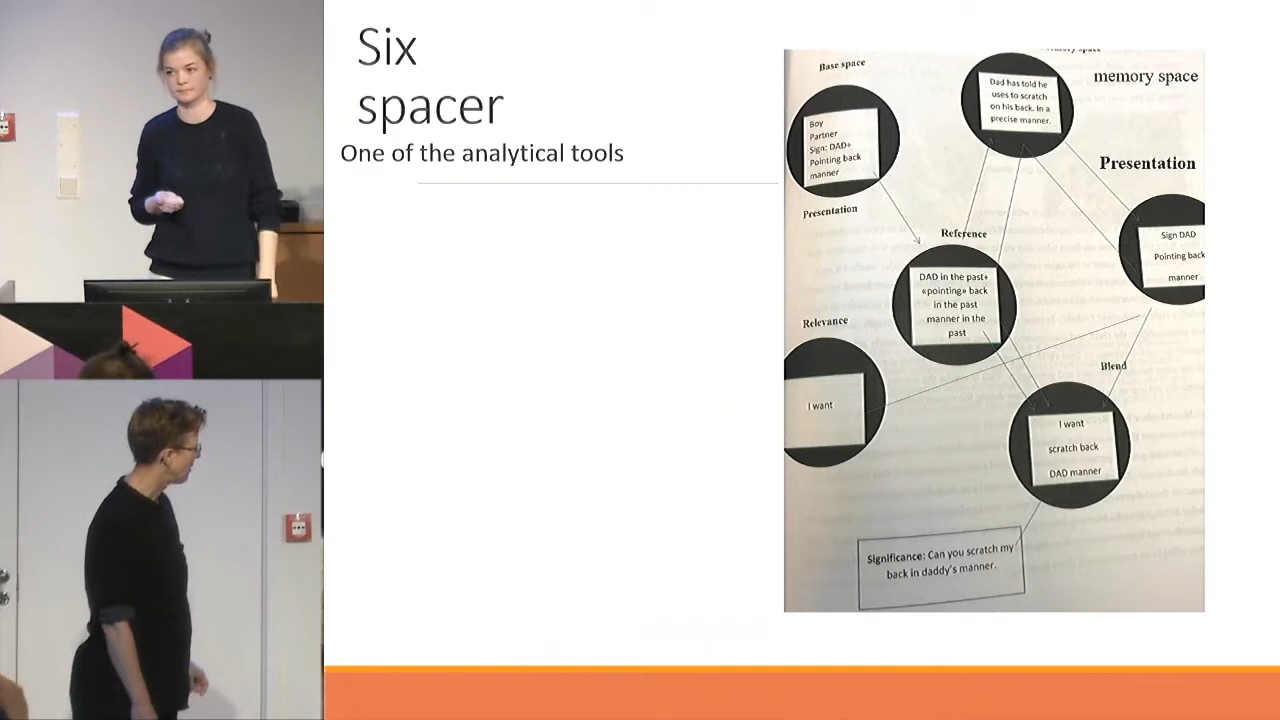 Six
spacer
One of the analytical tools
Base space
memory space
Dad has told he
uses to scratch
on his back. In a
precise manner.
Boy
Partner
Sign: DAD+
Pointing back
manner
Presentation
Presentation
Reference
Sign DAD
Pointing back
manner
DAD in the past+
«pointing» back
in the past
manner in the
past
Relevance
I want
Blend
I want
scratch back
DAD manner
Significance: Can you scratch my
back in daddy's manner.